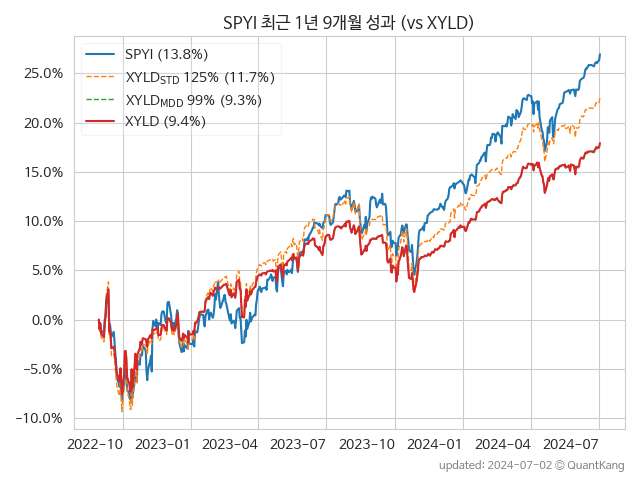 SPYI 최근 1년 9개월 성과 (vs XYLD)
SPYI (13.8%)
XYLD_STD 125% (11.7%)
XYLD_MDD 99% (9.3%)
XYLD (9.4%)
25.0%
20.0%
15.0%
10.0%
5.0%
0.0%
−5.0%
−10.0%
2022-10 2023-01 2023-04 2023-07 2023-10 2024-01 2024-04 2024-07
updated: 2024-07-02 © QuantKang